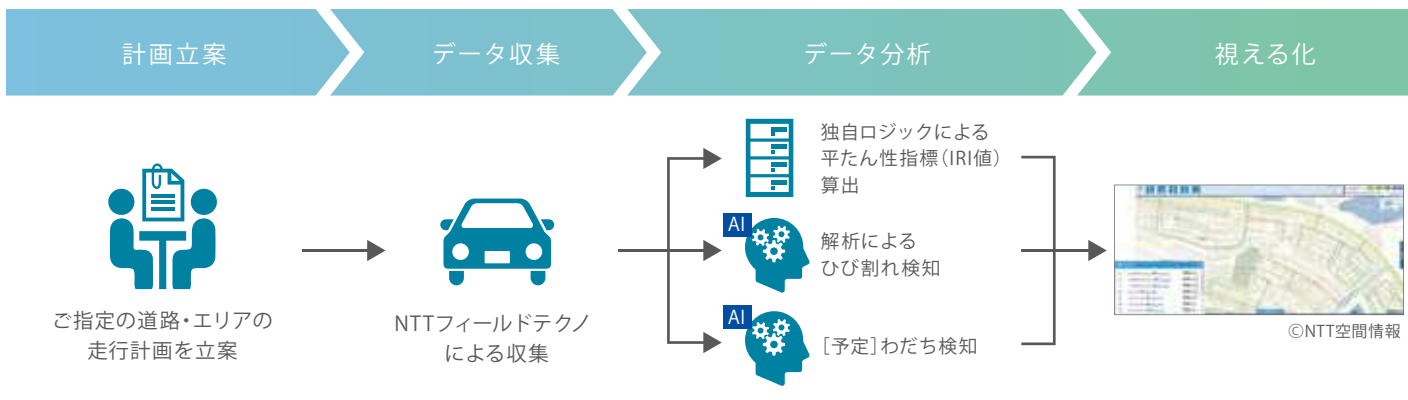 計画立案
データ収集
データ分析
視える化
ご指定の道路・エリアの
走行計画を立案
NTTフィールドテクノ
による収集
独自ロジックによる
平たん性指標(IRI値)
算出
AI
解析による
ひび割れ検知
AI
[予定]わだち検知
©NTT空間情報